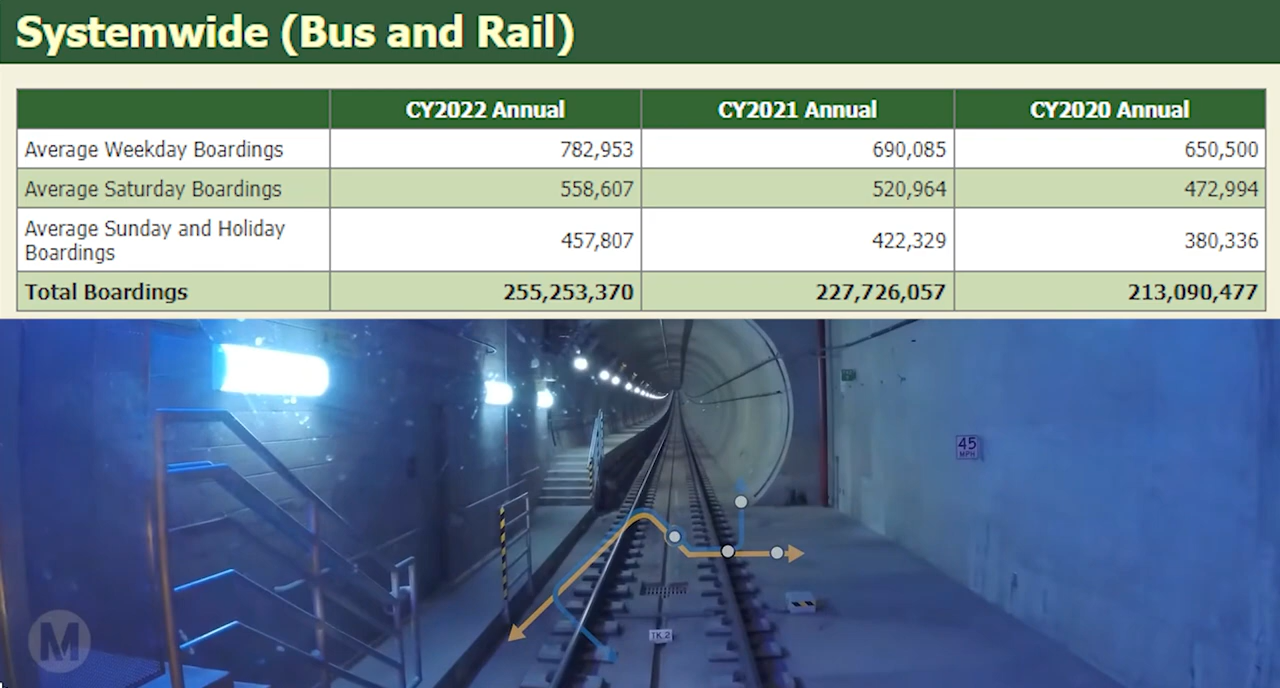 Systemwide (Bus and Rail)
CY2022 Annual CY2021 Annual CY2020 Annual
Average Weekday Boardings 782,953 690,085 650,500
Average Saturday Boardings 558,607 520,964 472,994
Average Sunday and Holiday
Boardings 457,807 422,329 380,336
Total Boardings 255,253,370 227,726,057 213,090,477
45
MPH
TK 2
M